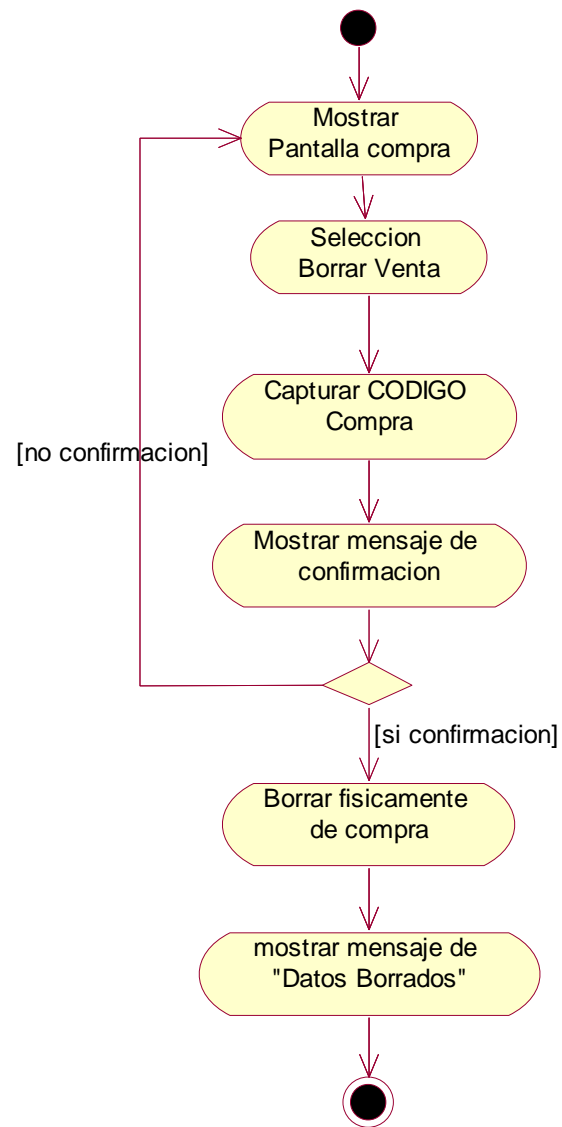 Mostrar
Pantalla compra
Seleccion
Borrar Venta
Capturar CODIGO
Compra
[no confirmacion]
Mostrar mensaje de
confirmacion
[si confirmacion]
Borrar fisicamente
de compra
mostrar mensaje de
"Datos Borrados"